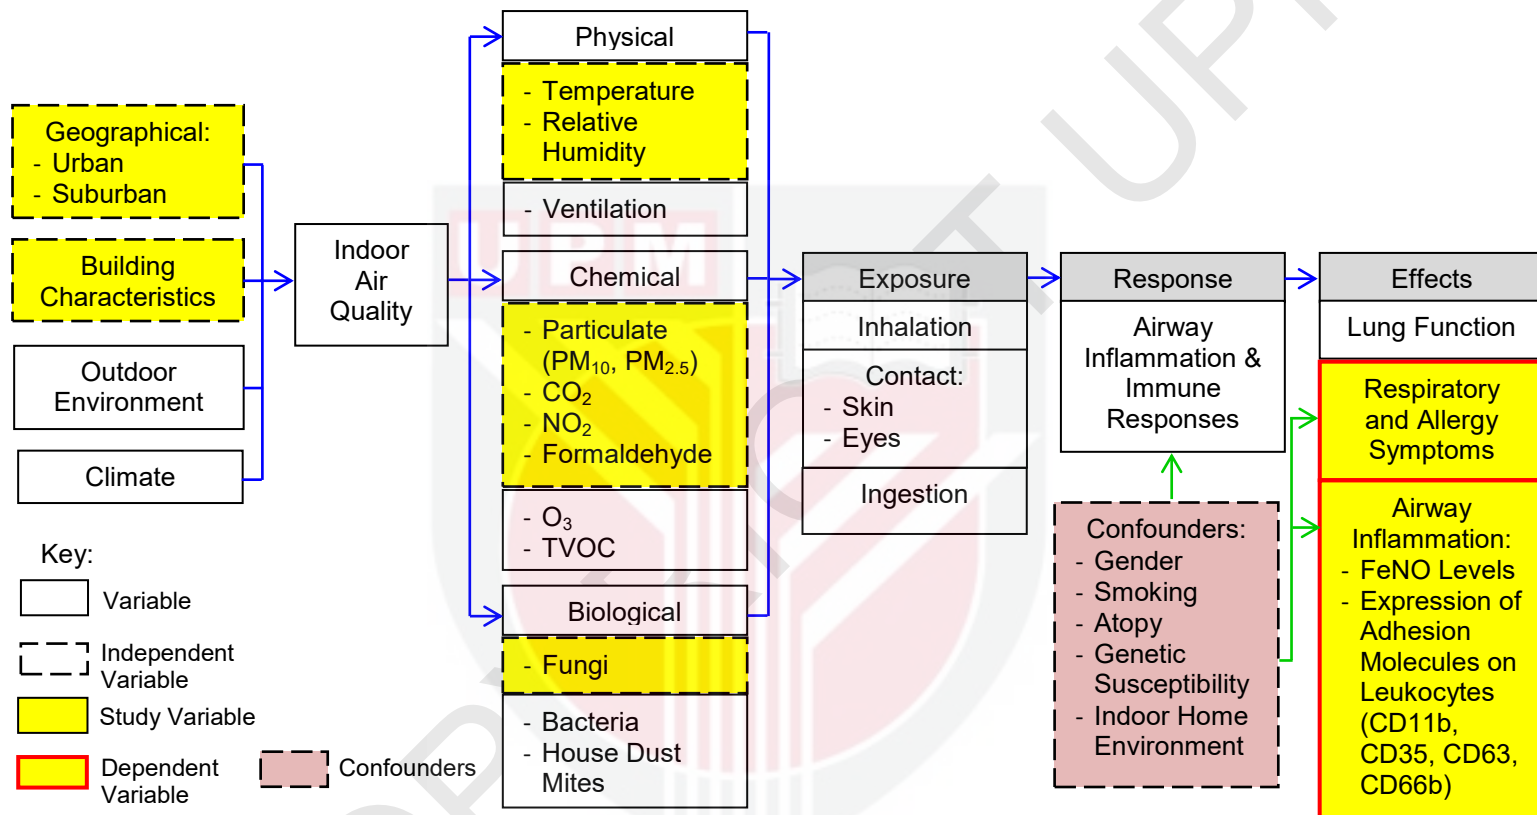 Geographical:
- Urban
- Suburban
Building
Characteristics
Outdoor
Environment
Climate
Key:
Variable
Independent
Variable
Study Variable
Dependent
Variable
Confounders
Indoor
Air
Quality
Physical
- Temperature
- Relative
Humidity
- Ventilation
Chemical
- Particulate
(PM₁₀, PM₂.₅)
- CO₂
- NO₂
- Formaldehyde
- O₃
- TVOC
Biological
- Fungi
- Bacteria
- House Dust
Mites
Exposure
Inhalation
Contact:
- Skin
- Eyes
Ingestion
Response
Airway
Inflammation &
Immune
Responses
Confounders:
- Gender
- Smoking
- Atopy
- Genetic
Susceptibility
- Indoor Home
Environment
Effects
Lung Function
Respiratory
and Allergy
Symptoms
Airway
Inflammation:
- FeNO Levels
- Expression of
Adhesion
Molecules on
Leukocytes
(CD11b,
CD35, CD63,
CD66b)
UPM